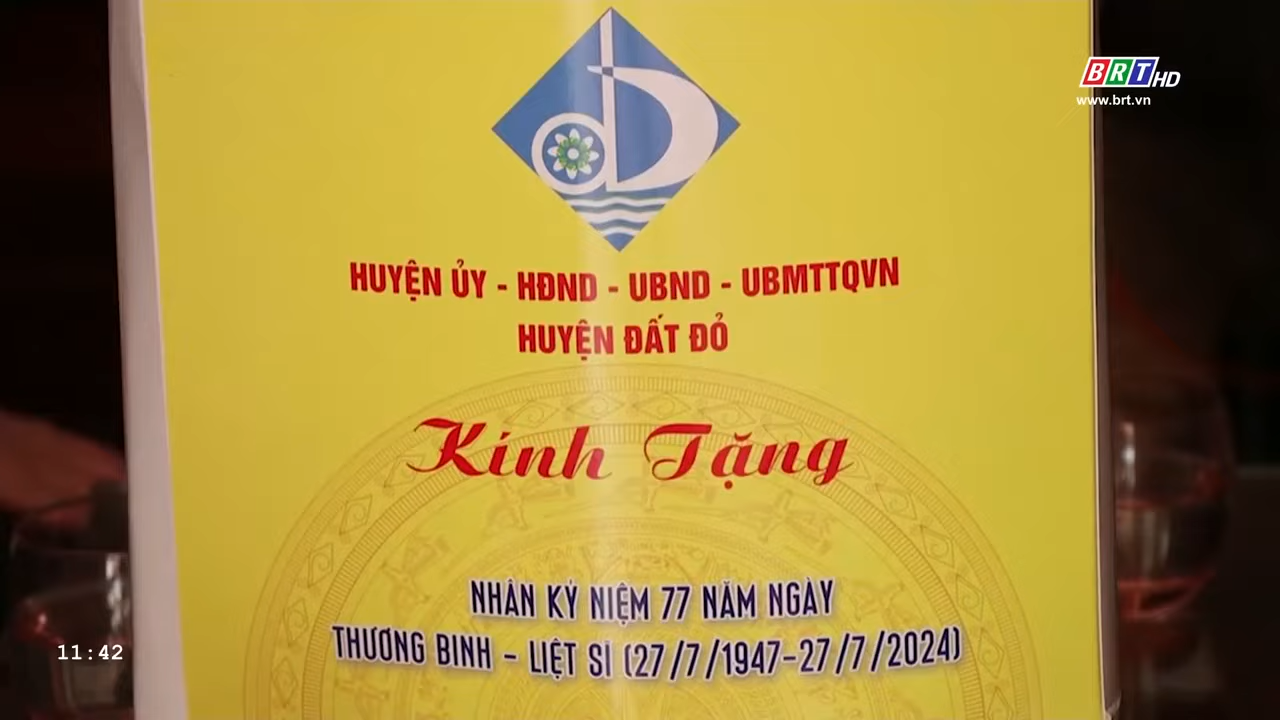 BRT HD
www.brt.vn
HUYỆN ỦY - HĐND - UBND - UBMTTQVN
HUYỆN ĐẤT ĐỎ
Kính Tặng
NHÂN KỶ NIỆM 77 NĂM NGÀY
THƯƠNG BINH - LIỆT SĨ (27/7/1947-27/7/2024)
11:42